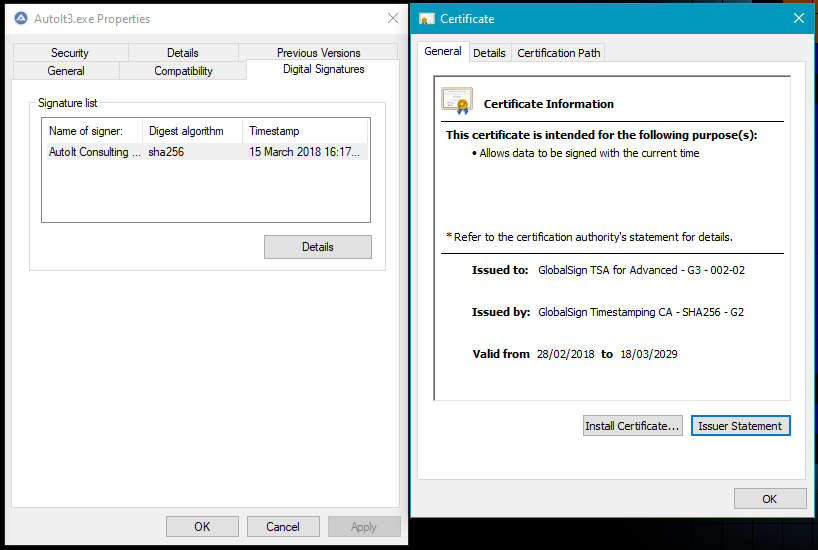 AutoIt3.exe Properties
Security Details Previous Versions
General Compatibility Digital Signatures
Signature list
Name of signer: Digest algorithm Timestamp
AutoIt Consulting ... sha256 15 March 2018 16:17...
Details
OK Cancel Apply
Certificate
General Details Certification Path
Certificate Information
This certificate is intended for the following purpose(s):
• Allows data to be signed with the current time
* Refer to the certification authority's statement for details.
Issued to: GlobalSign TSA for Advanced - G3 - 002-02
Issued by: GlobalSign Timestamping CA - SHA256 - G2
Valid from 28/02/2018 to 18/03/2029
Install Certificate... Issuer Statement
OK